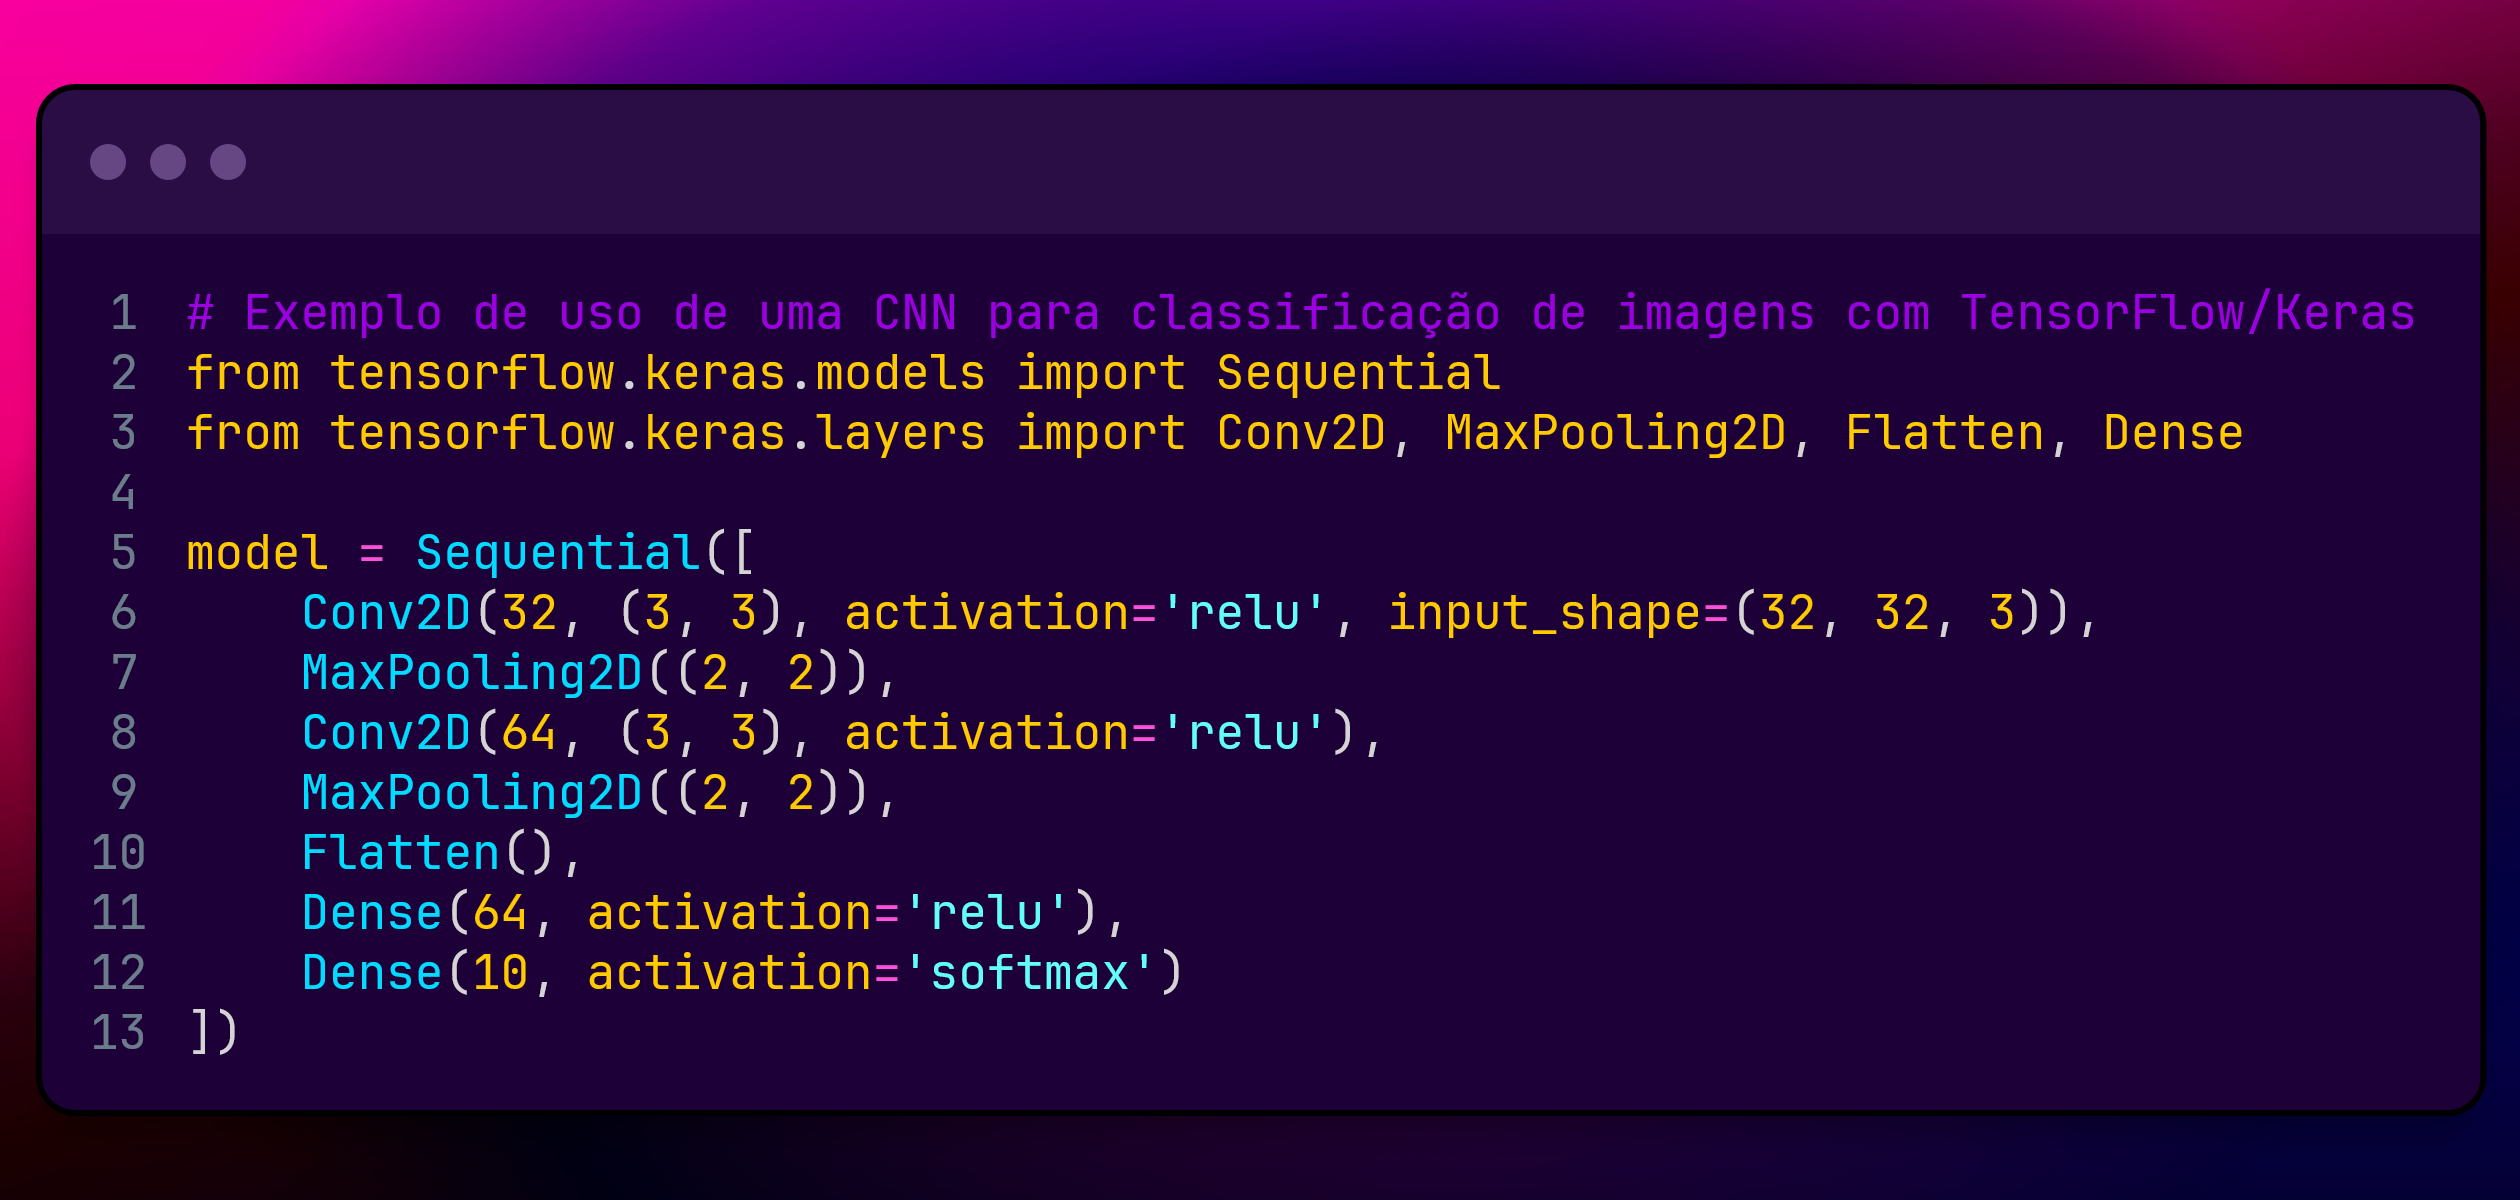 1 # Exemplo de uso de uma CNN para classificação de imagens com TensorFlow/Keras
2 from tensorflow.keras.models import Sequential
3 from tensorflow.keras.layers import Conv2D, MaxPooling2D, Flatten, Dense
4
5 model = Sequential([
6     Conv2D(32, (3, 3), activation='relu', input_shape=(32, 32, 3)),
7     MaxPooling2D((2, 2)),
8     Conv2D(64, (3, 3), activation='relu'),
9     MaxPooling2D((2, 2)),
10     Flatten(),
11     Dense(64, activation='relu'),
12     Dense(10, activation='softmax')
13 ])